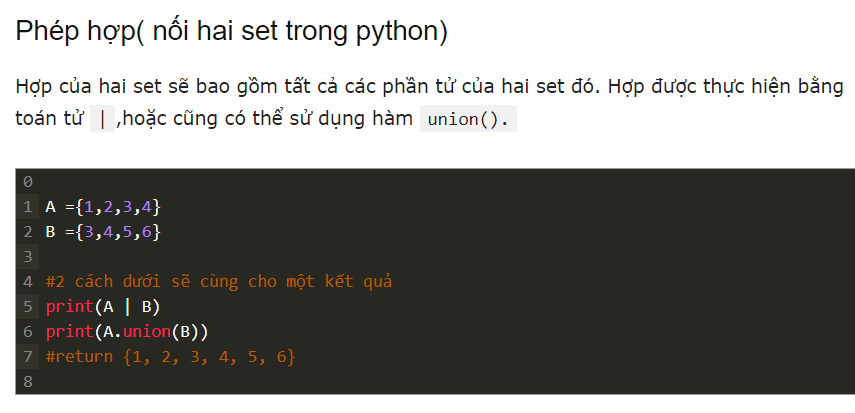 Phép hợp( nối hai set trong python)
Hợp của hai set sẽ bao gồm tất cả các phần tử của hai set đó. Hợp được thực hiện bằng
toán tử | ,hoặc cũng có thể sử dụng hàm union().
0
1 A ={1,2,3,4}
2 B ={3,4,5,6}
3
4 #2 cách dưới sẽ cùng cho một kết quả
5 print(A | B)
6 print(A.union(B))
7 #return {1, 2, 3, 4, 5, 6}
8